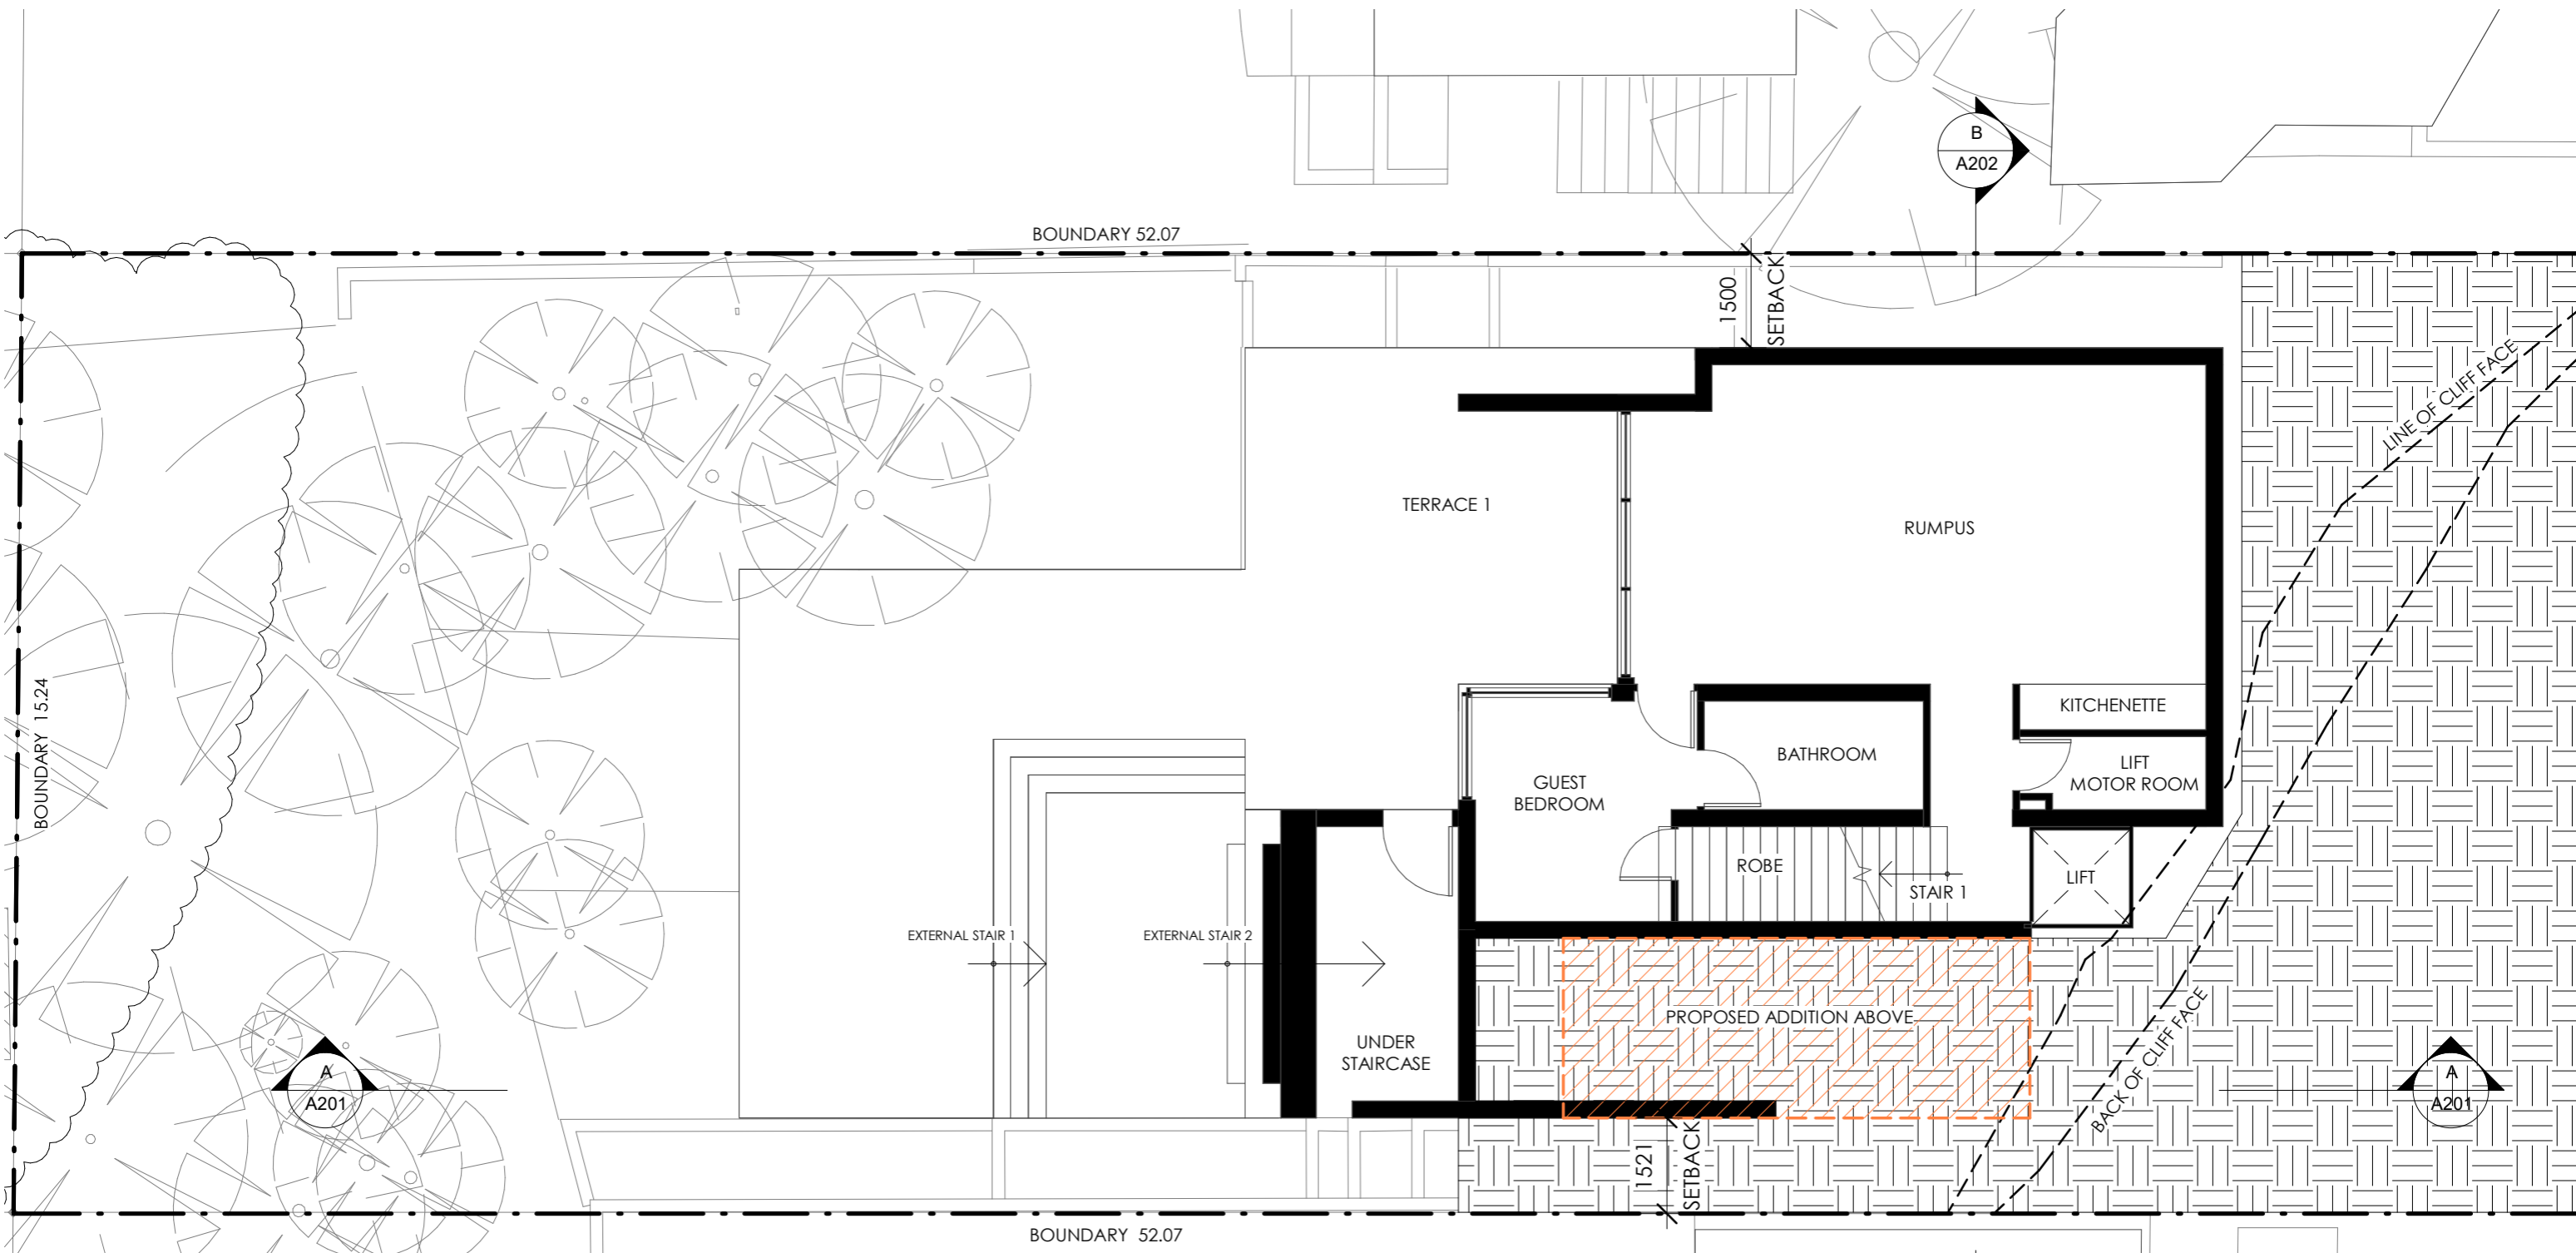 B
A202
BOUNDARY 52.07
1500
SETBACK
LINE OF CLIFF FACE
TERRACE 1
RUMPUS
BOUNDARY 15.24
KITCHENETTE
BATHROOM
LIFT
MOTOR ROOM
GUEST
BEDROOM
ROBE
STAIR 1
LIFT
EXTERNAL STAIR 1
EXTERNAL STAIR 2
PROPOSED ADDITION ABOVE
UNDER
STAIRCASE
BACK OF CLIFF FACE
A
A201
A
A201
1521
SETBACK
BOUNDARY 52.07